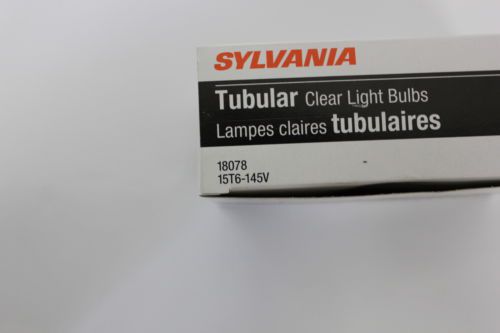 SYLVANIA
Tubular Clear Light Bulbs
Lampes claires tubulaires
18078
15T6-145V